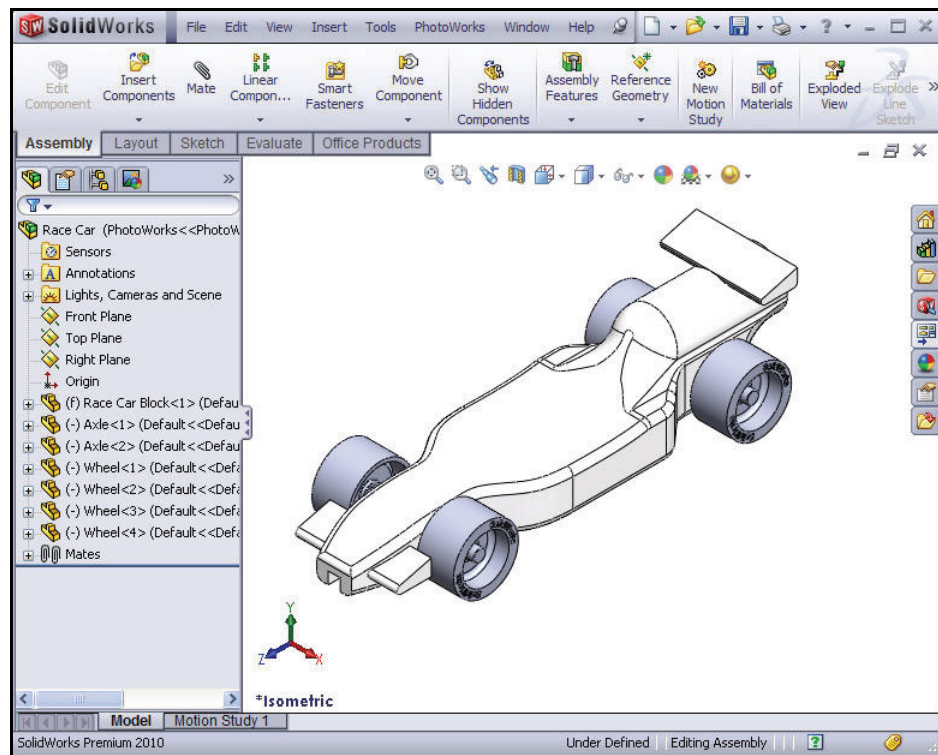 SolidWorks File Edit View Insert Tools PhotoWorks Window Help
Edit Component
Insert Components
Mate
Linear Compon...
Smart Fasteners
Move Component
Show Hidden Components
Assembly Features
Reference Geometry
New Motion Study
Bill of Materials
Exploded View
Explode Line Sketch
Assembly Layout Sketch Evaluate Office Products
Race Car (PhotoWorks<<PhotoW
Sensors
Annotations
Lights, Cameras and Scene
Front Plane
Top Plane
Right Plane
Origin
(f) Race Car Block<1> (Defau
(-) Axle<1> (Default<<Defau
(-) Axle<2> (Default<<Defau
(-) Wheel<1> (Default<<Defa
(-) Wheel<2> (Default<<Defa
(-) Wheel<3> (Default<<Defa
(-) Wheel<4> (Default<<Defa
Mates
Y
Z X
*Isometric
Model Motion Study 1
SolidWorks Premium 2010 Under Defined Editing Assembly